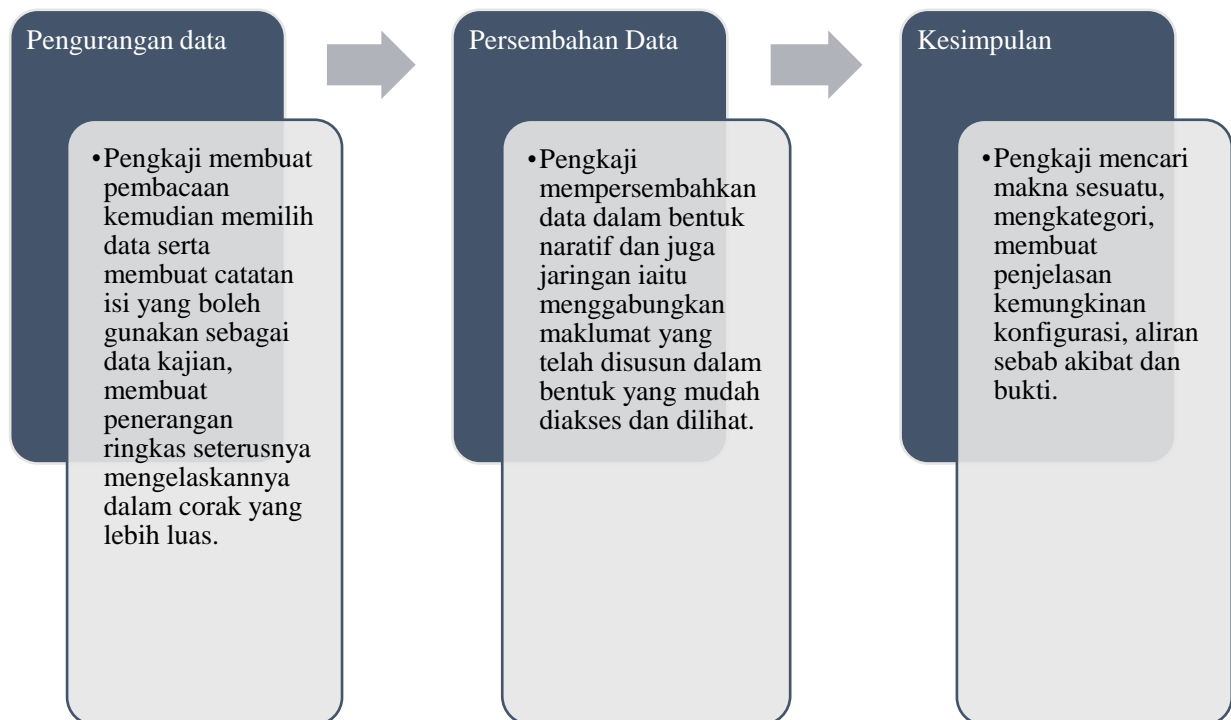 Pengurangan data
•Pengkaji membuat
pembacaan
kemudian memilih
data serta
membuat catatan
isi yang boleh
gunakan sebagai
data kajian,
membuat
penerangan
ringkas seterusnya
mengelaskannya
dalam corak yang
lebih luas.
Persembahan Data
•Pengkaji
mempersembahkan
data dalam bentuk
naratif dan juga
jaringan iaitu
menggabungkan
maklumat yang
telah disusun dalam
bentuk yang mudah
diakses dan dilihat.
Kesimpulan
•Pengkaji mencari
makna sesuatu,
mengkategori,
membuat
penjelasan
kemungkinan
konfigurasi, aliran
sebab akibat dan
bukti.